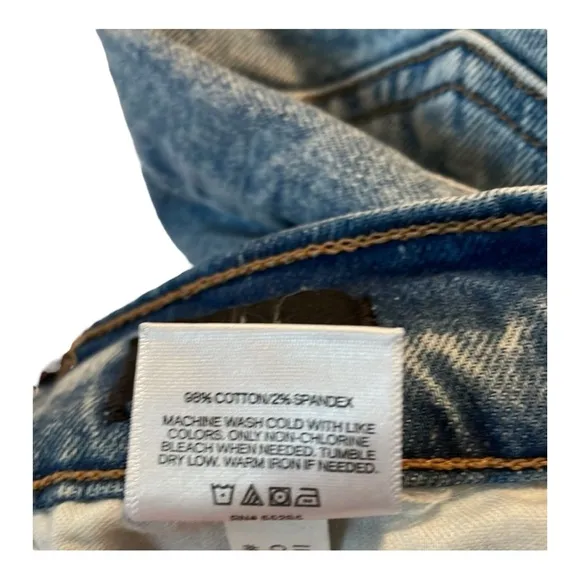 98% COTTON/2% SPANDEX
MACHINE WASH COLD WITH LIKE
COLORS. ONLY NON-CHLORINE
BLEACH WHEN NEEDED. TUMBLE
DRY LOW. WARM IRON IF NEEDED.